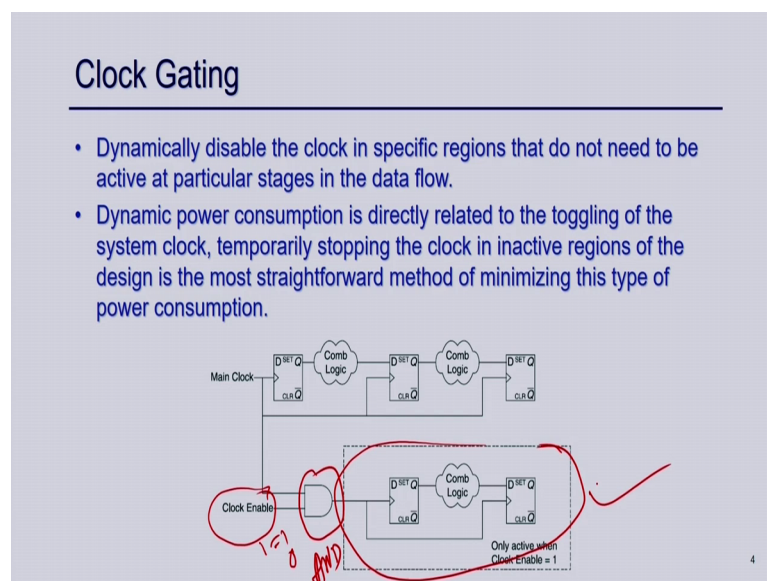 Clock Gating
• Dynamically disable the clock in specific regions that do not need to be
active at particular stages in the data flow.
• Dynamic power consumption is directly related to the toggling of the
system clock, temporarily stopping the clock in inactive regions of the
design is the most straightforward method of minimizing this type of
power consumption.
D SET Q
CLR Q̅
Comb
Logic
D SET Q
CLR Q̅
Comb
Logic
D SET Q
CLR Q̅
Main Clock
Clock Enable
1
0
AND
D SET Q
CLR Q̅
Comb
Logic
D SET Q
CLR Q̅
Only active when
Clock Enable = 1
4